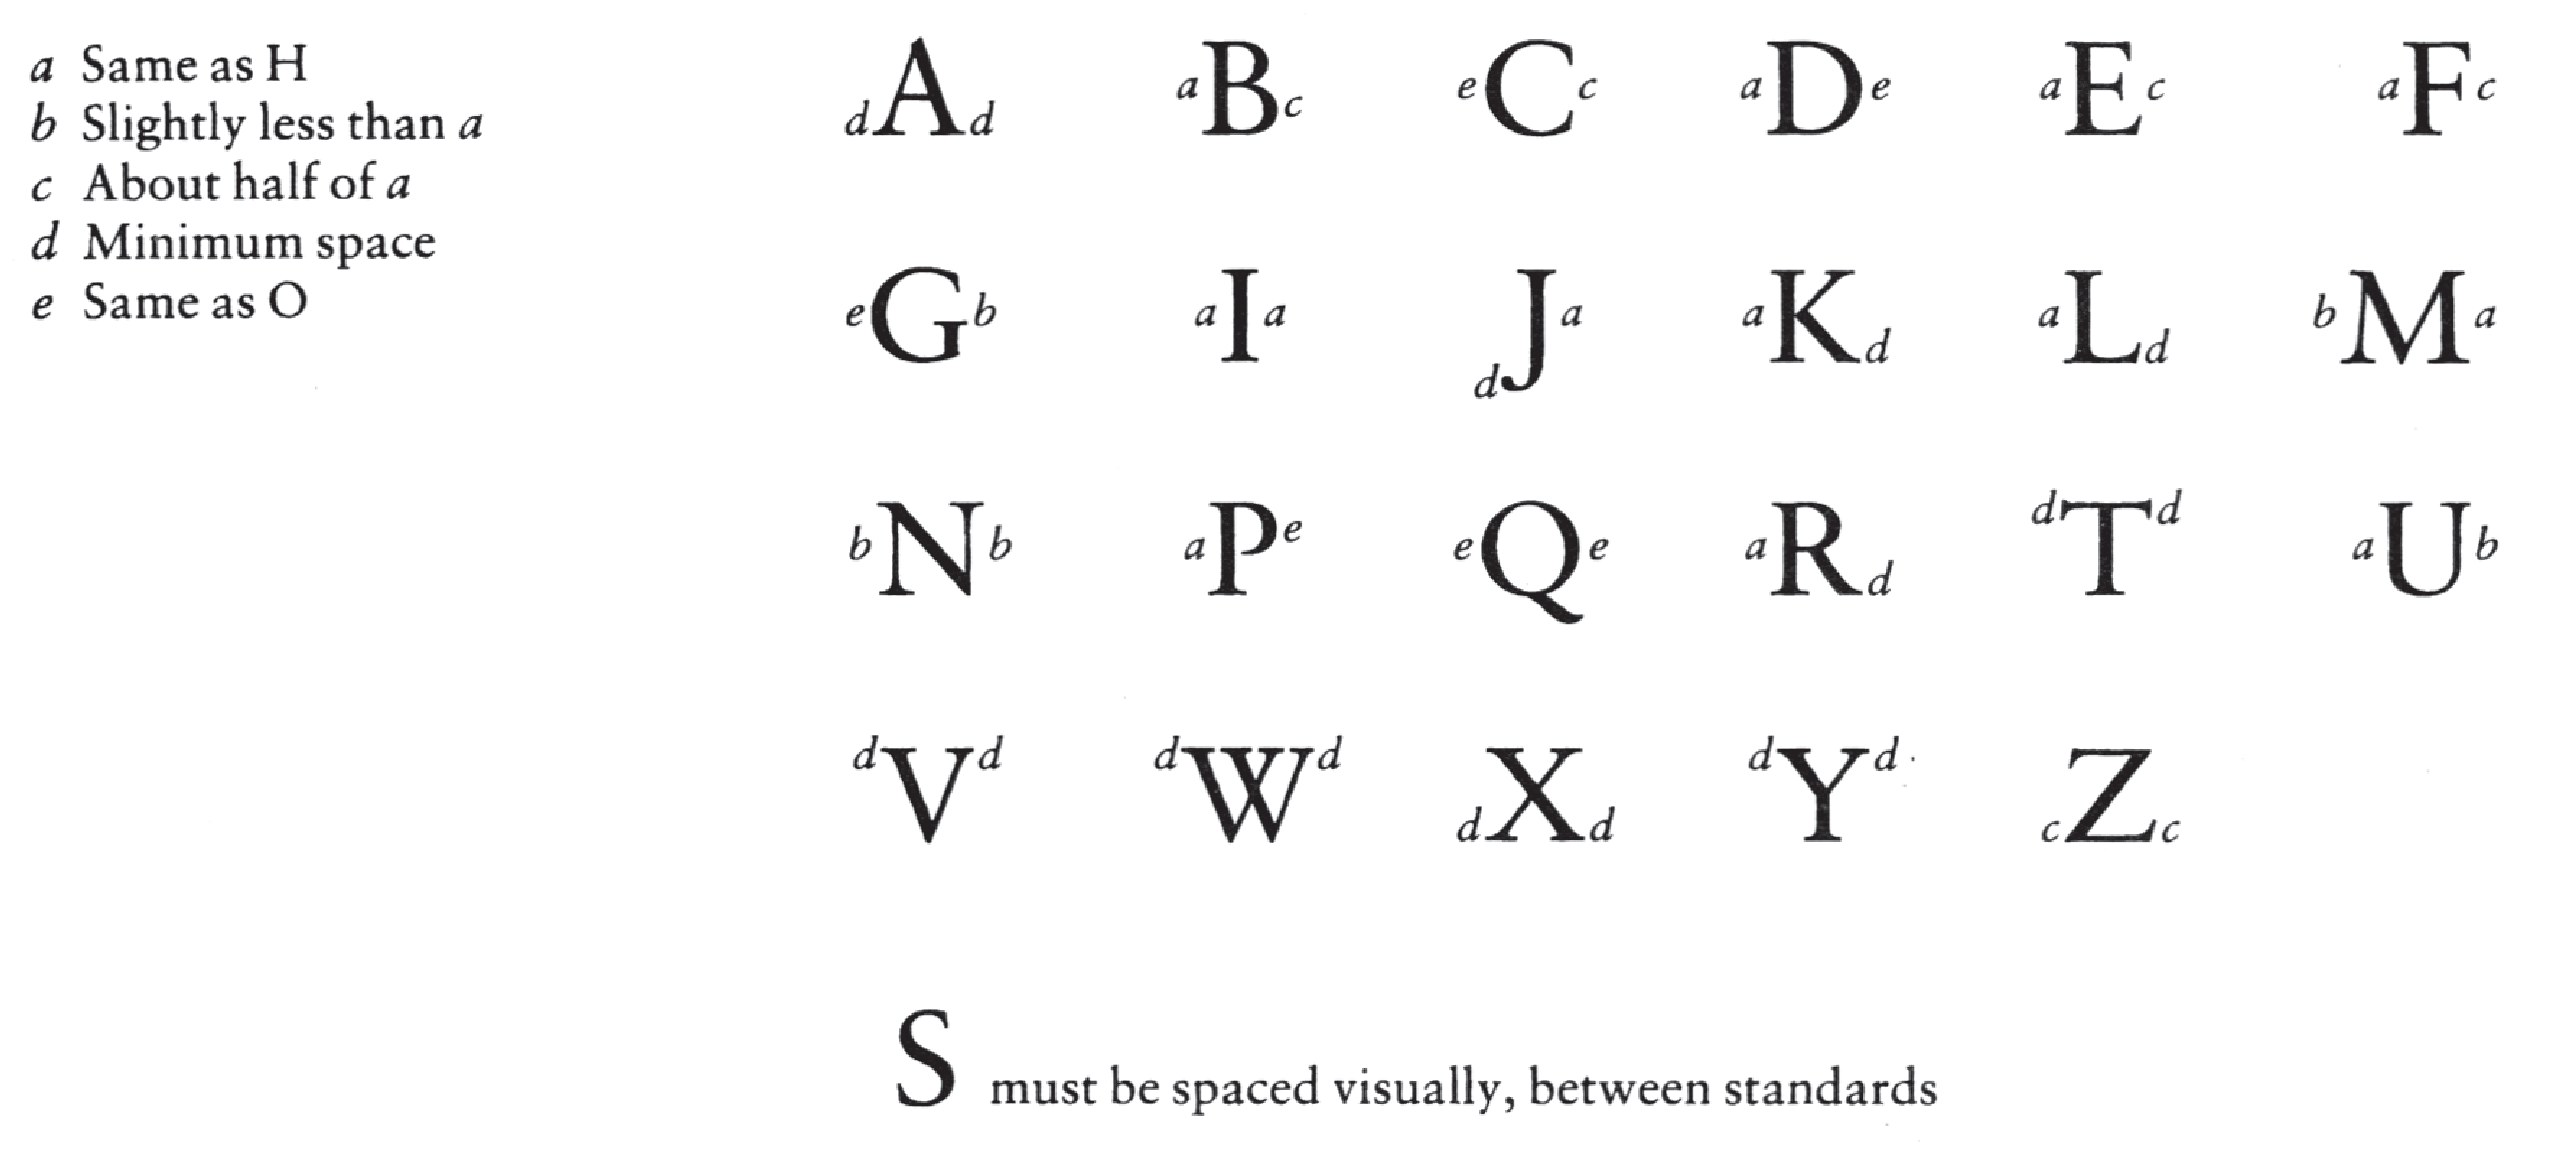 a Same as H
b Slightly less than a
c About half of a
d Minimum space
e Same as O
dAd aBc eCc aDe aEc aFc
eGb aIa dJa aKd aLd bMa
bNb aPe eQe aRd dTd aUb
dVd dWd dXd dYd cZc
S must be spaced visually, between standards